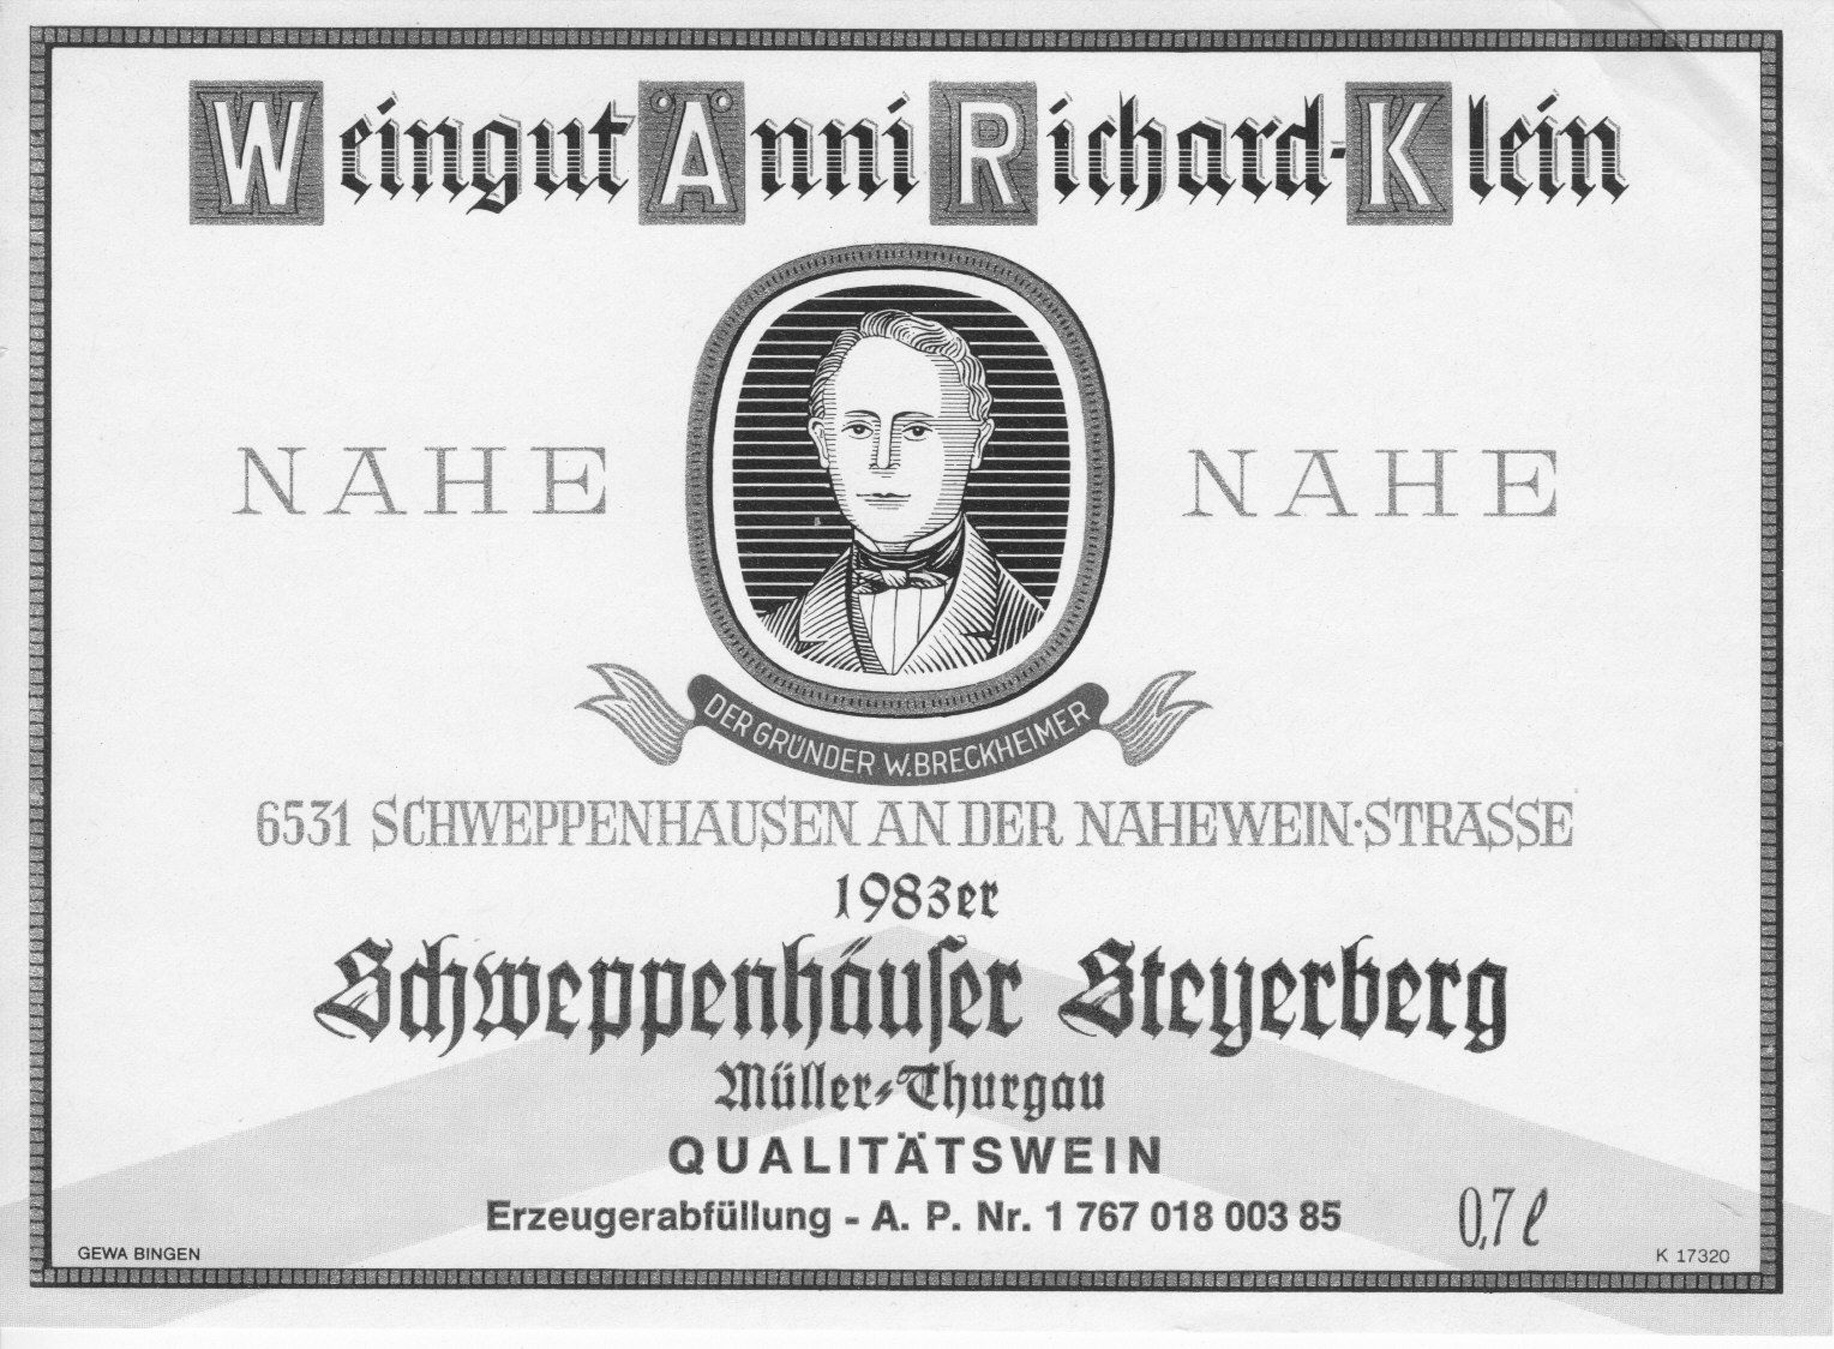 Weingut Änni Richard-Klein
NAHE NAHE
DER GRÜNDER W.BRECKHEIMER
6531 SCHWEPPENHAUSEN AN DER NAHEWEIN·STRASSE
1983er
Schweppenhäuser Steyerberg
Müller-Thurgau
QUALITÄTSWEIN
Erzeugerabfüllung - A. P. Nr. 1 767 018 003 85
0,7 ℓ
GEWA BINGEN
K 17320